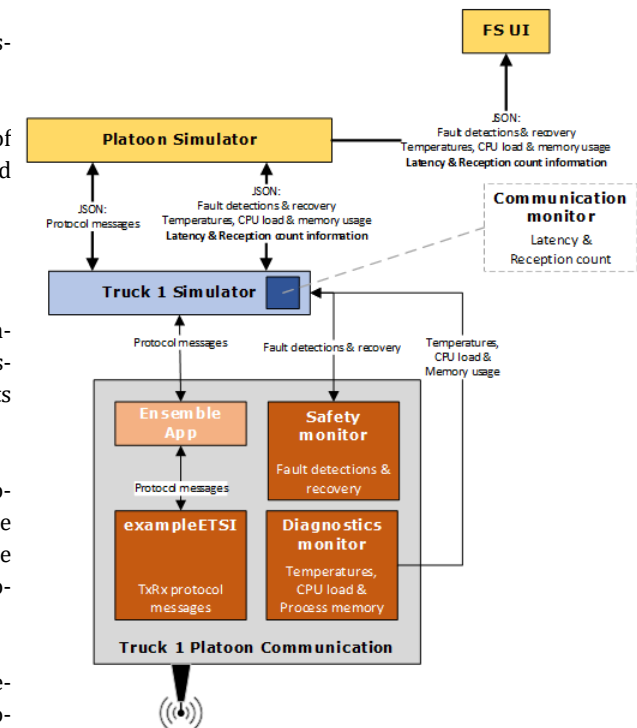 s-
of
d
n-
s-
ts
o-
e
e
o-
e-
o-
FS UI
JSON:
Fault detections & recovery
Temperatures, CPU load & memory usage
Latency & Reception count information
Platoon Simulator
JSON:
Protocol messages
JSON:
Fault detections & recovery
Temperatures, CPU load & memory usage
Latency & Reception count information
Communication
monitor
Latency &
Reception count
Truck 1 Simulator
Protocol messages
Fault detections & recovery
Temperatures,
CPU load &
Memory usage
Ensemble
App
Safety
monitor
Fault detections &
recovery
Protocol messages
exampleETSI
TxRx protocol
messages
Diagnostics
monitor
Temperatures,
CPU load &
Process memory
Truck 1 Platoon Communication